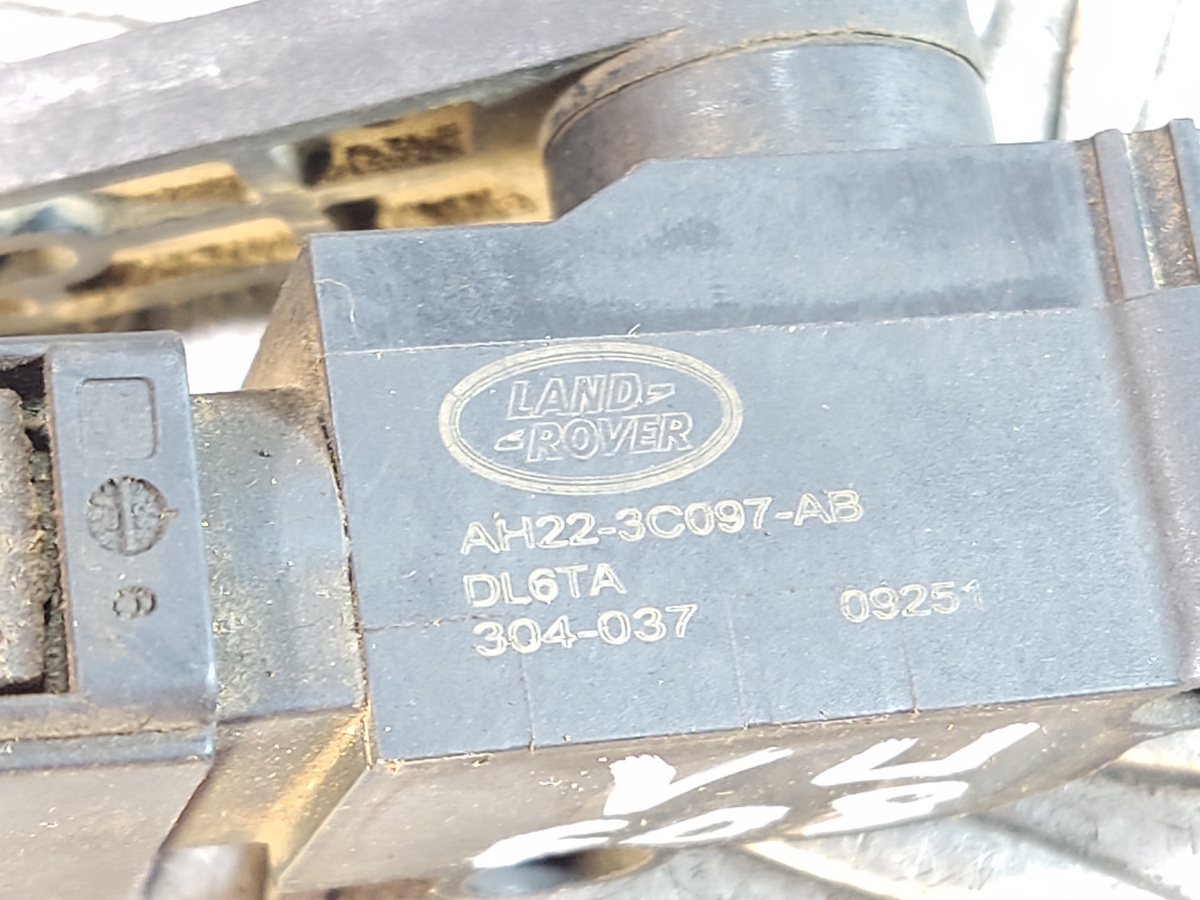 LAND
ROVER
AH22-3C097-AB
DL6TA
304-037 09251